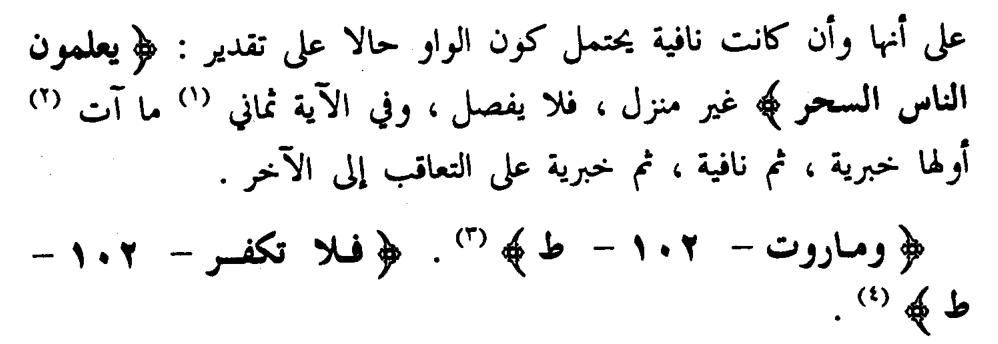 على أنها وأن كانت نافية يحتمل كون الواو حالا على تقدير : ﴿ يعلمون
الناس السحر ﴾ غير منزل ، فلا يفصل ، وفي الآية ثماني (١) ما آت (٢)
أولها خبرية ، ثم نافية ، ثم خبرية على التعاقب إلى الآخر .
﴿ وماروت – ١٠٢ – ط ﴾ (٣) . ﴿ فلا تكفر – ١٠٢ –
ط ﴾ (٤) .